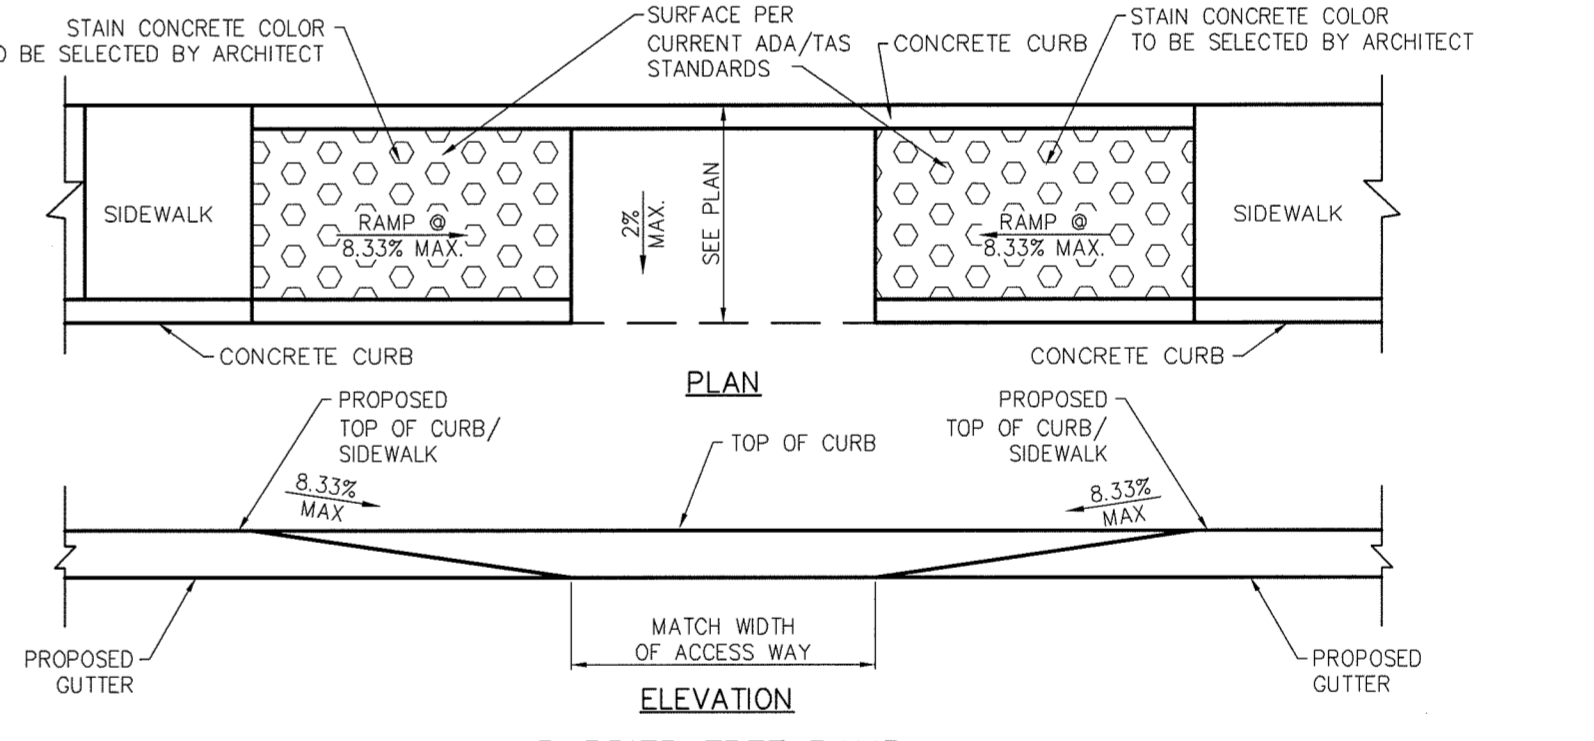 STAIN CONCRETE COLOR
O BE SELECTED BY ARCHITECT
SURFACE PER
CURRENT ADA/TAS
STANDARDS
CONCRETE CURB
STAIN CONCRETE COLOR
TO BE SELECTED BY ARCHITECT
SIDEWALK
RAMP @
8.33% MAX.
2%
MAX.
SEE PLAN
RAMP @
8.33% MAX.
SIDEWALK
CONCRETE CURB
CONCRETE CURB
PLAN
PROPOSED
TOP OF CURB/
SIDEWALK
TOP OF CURB
PROPOSED
TOP OF CURB/
SIDEWALK
8.33%
MAX
8.33%
MAX
MATCH WIDTH
OF ACCESS WAY
PROPOSED
GUTTER
PROPOSED
GUTTER
ELEVATION